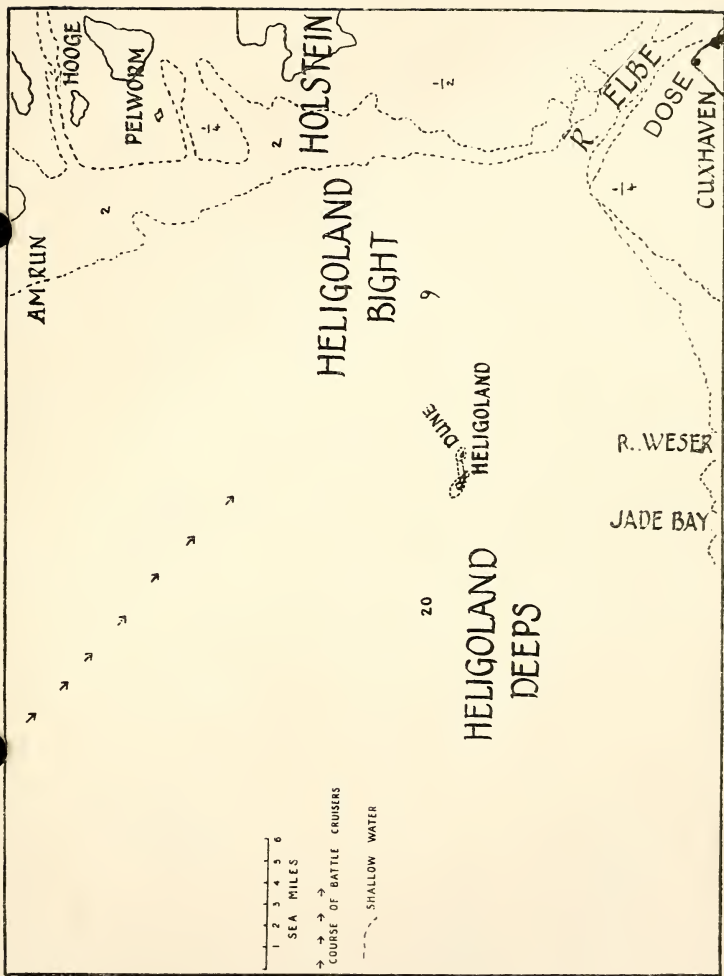 AMRUN
HOOGE
PELWORM
2
1/4
2
HOLSTEIN
1/2
HELIGOLAND
BIGHT
9
R ELBE
DOSE
CUXHAVEN
1/4
DUNE
HELIGOLAND
R. WESER
JADE BAY
20
HELIGOLAND
DEEPS
1 2 3 4 5 6
SEA MILES
COURSE OF BATTLE CRUISERS
SHALLOW WATER